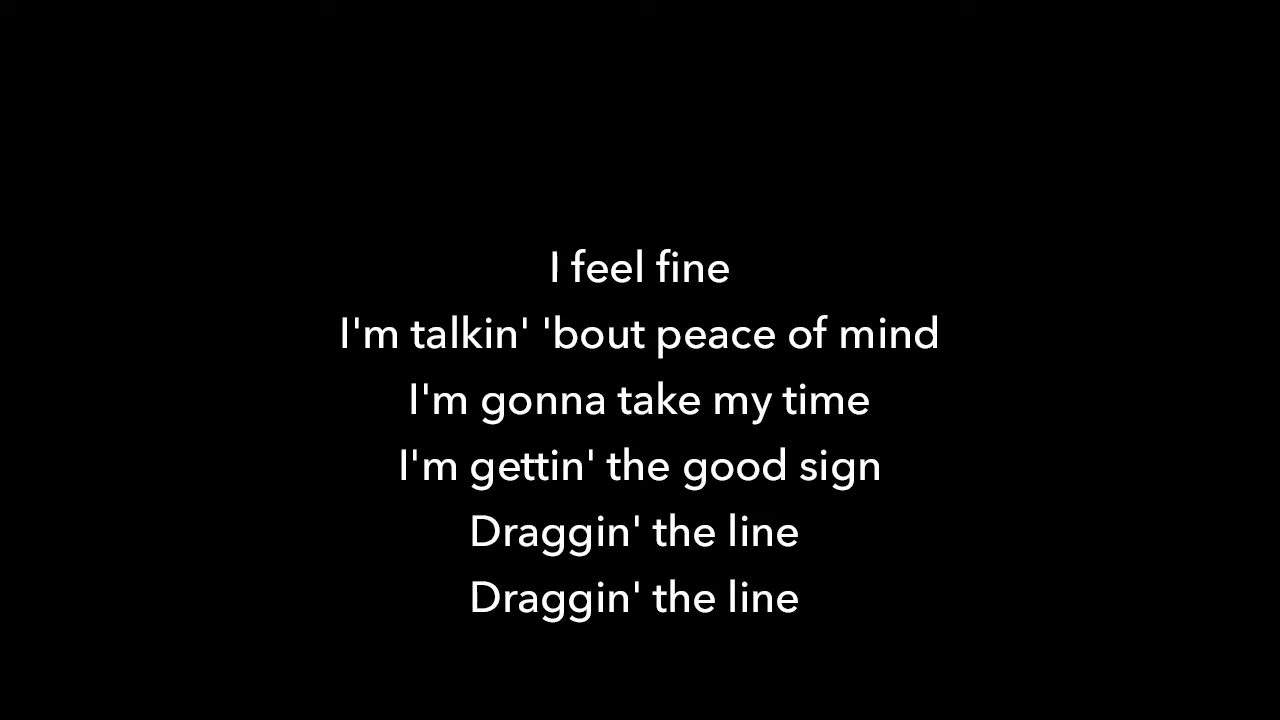 I feel fine
I'm talkin' 'bout peace of mind
I'm gonna take my time
I'm gettin' the good sign
Draggin' the line
Draggin' the line